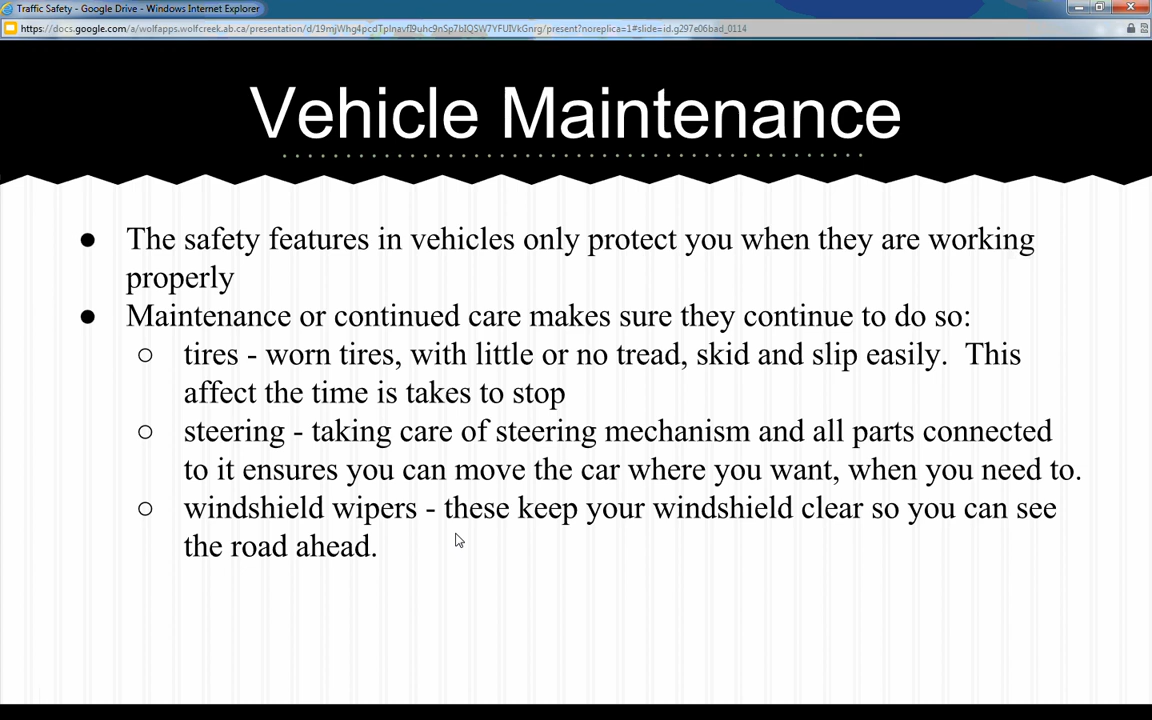 Traffic Safety - Google Drive - Windows Internet Explorer
Vehicle Maintenance
● The safety features in vehicles only protect you when they are working
properly
● Maintenance or continued care makes sure they continue to do so:
○ tires - worn tires, with little or no tread, skid and slip easily.  This
affect the time is takes to stop
○ steering - taking care of steering mechanism and all parts connected
to it ensures you can move the car where you want, when you need to.
○ windshield wipers - these keep your windshield clear so you can see
the road ahead.